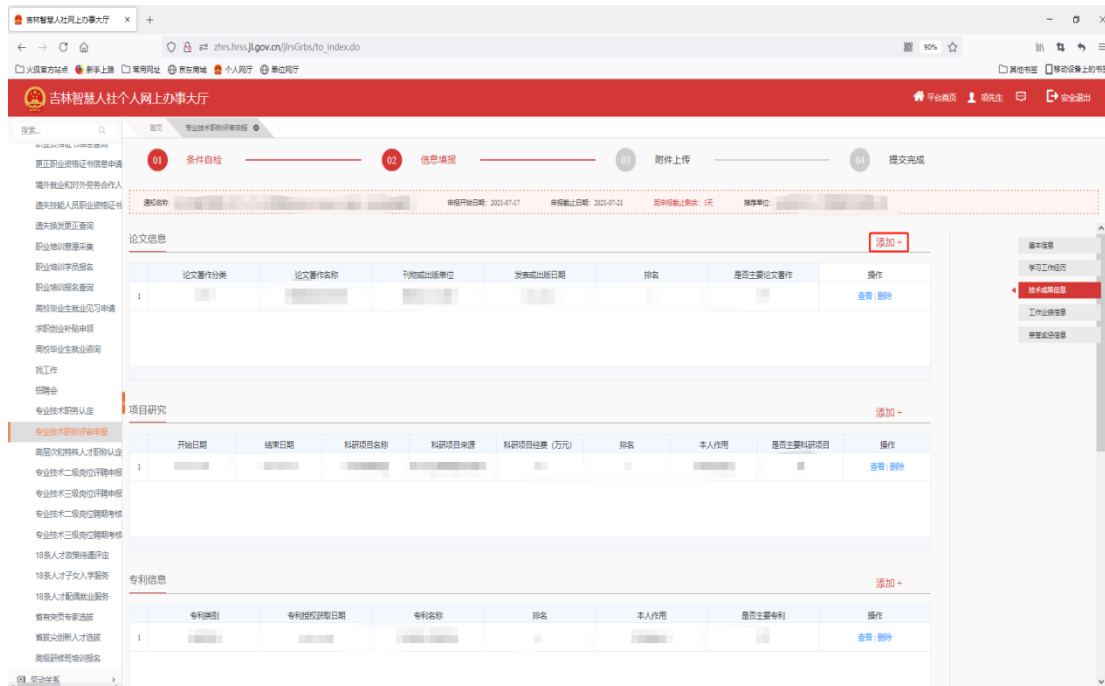 吉林智慧人社网上办事大厅
zhrs.hrss.jl.gov.cn/jlrsGrbs/to_index.do
90%
火狐官方站点 新手上路 常用网址 京东商城 个人网厅 单位网厅
其他书签 移动设备上的书签
吉林智慧人社个人网上办事大厅
平台首页 项先生 安全退出
搜索...
首页 专业技术职称评审申报
01 条件自检 02 信息填报 03 附件上传 04 提交完成
通知名称: 申报开始日期: 2021-07-17 申报截止日期: 2021-07-21 距申报截止剩余: 1天 推荐单位:
更正职业资格证书信息申请
境外就业和对外劳务合作人
遗失技能人员职业资格证书
遗失换发更正查询
职业培训意愿采集
职业培训学员报名
职业培训报名查询
高校毕业生就业见习申请
求职创业补贴申领
高校毕业生就业咨询
找工作
招聘会
专业技术职务认定
专业技术职称评审申报
高层次和特殊人才职称认定
专业技术二级岗位评聘申报
专业技术三级岗位评聘申报
专业技术二级岗位聘期考核
专业技术三级岗位聘期考核
18条人才政策待遇评定
18条人才子女入学服务
18条人才配偶就业服务
省有突贡专家选拔
省拔尖创新人才选拔
高级研修班培训报名
劳动关系
论文信息 添加 +
论文著作分类 论文著作名称 刊物或出版单位 发表或出版日期 排名 是否主要论文著作 操作
1 查看 | 删除
项目研究 添加 +
开始日期 结束日期 科研项目名称 科研项目来源 科研项目经费 (万元) 排名 本人作用 是否主要科研项目 操作
1 查看 | 删除
专利信息 添加 +
专利类别 专利授权获取日期 专利名称 排名 本人作用 是否主要专利 操作
1 查看 | 删除
基本信息
学习工作经历
技术成果信息
工作业绩信息
荣誉奖惩信息